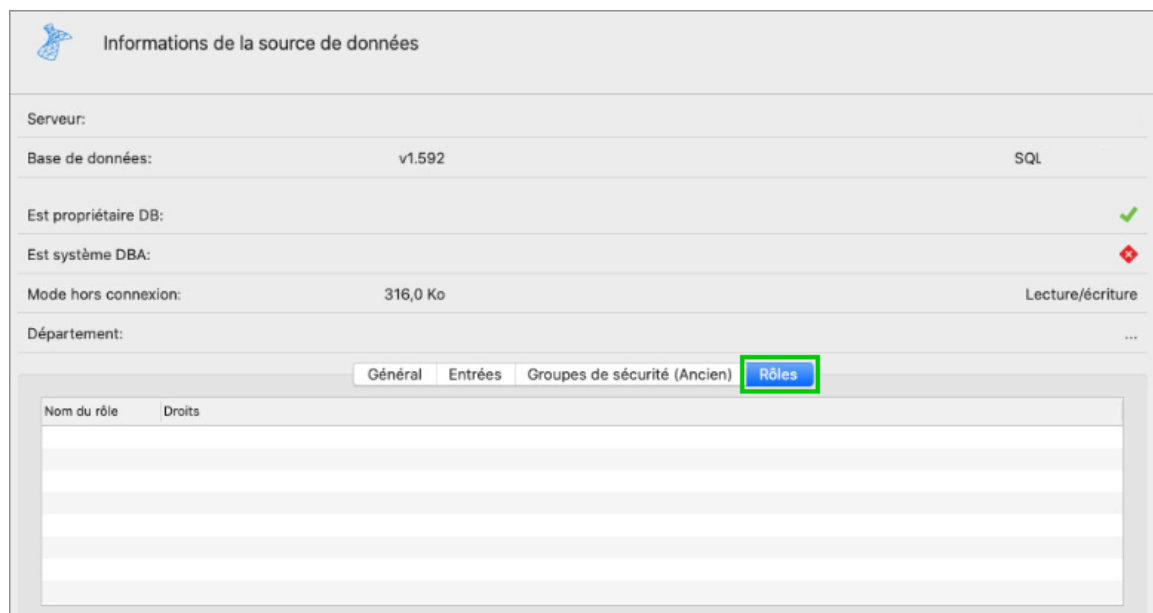 Informations de la source de données
Serveur:
Base de données: v1.592 SQL
Est propriétaire DB:
Est système DBA:
Mode hors connexion: 316,0 Ko Lecture/écriture
Département: ...
Général Entrées Groupes de sécurité (Ancien) Rôles
Nom du rôle Droits